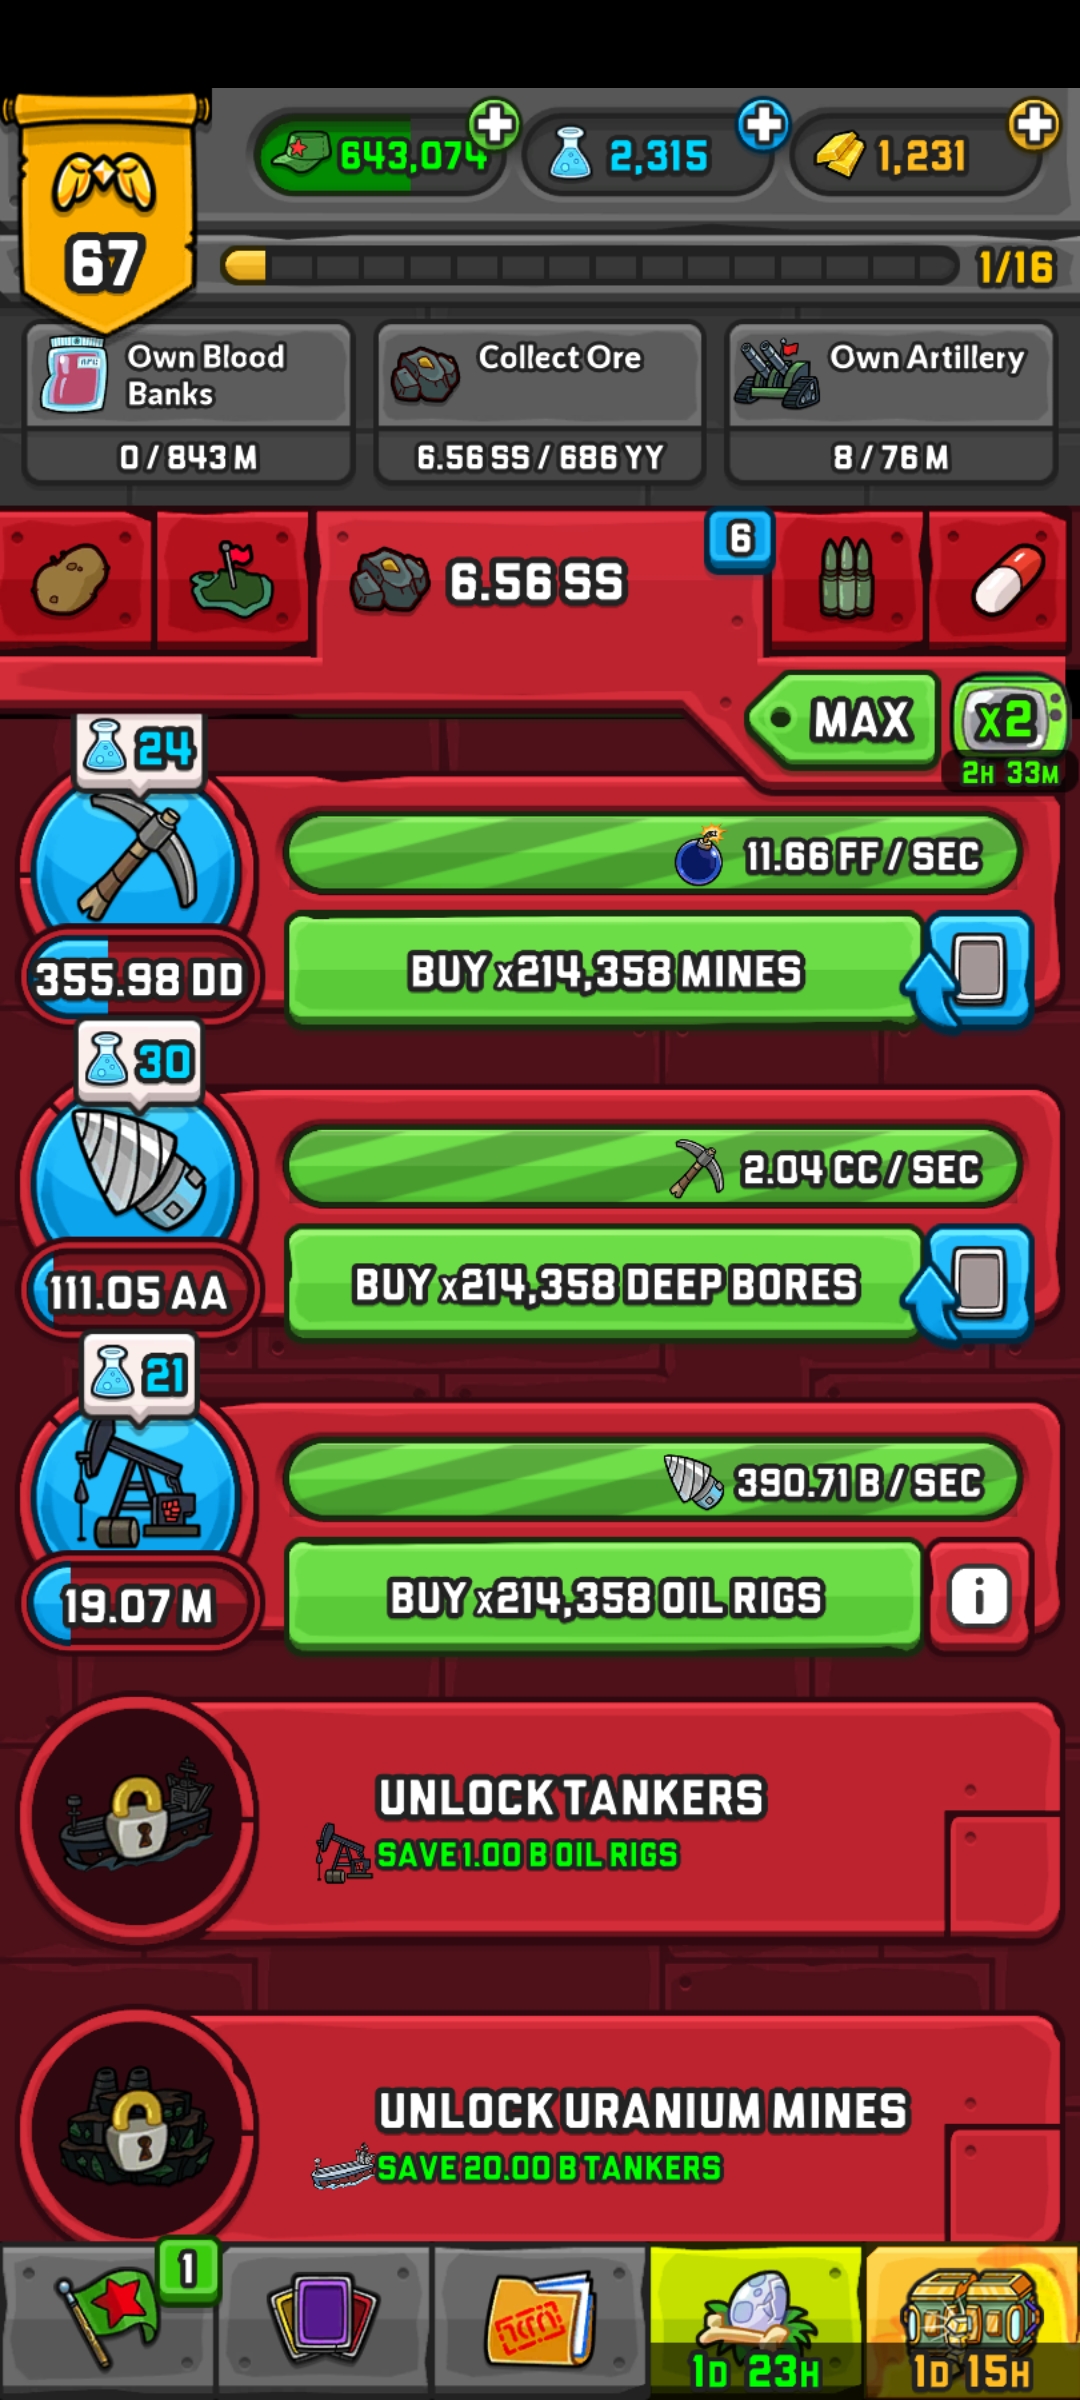 643,074
2,315
1,231
67
1/16
Own Blood
Banks
0 / 843 M
Collect Ore
6.56 SS / 686 YY
Own Artillery
8 / 76 M
6.56 SS
6
MAX
x2
2H 33M
24
11.66 FF / SEC
355.98 DD
BUY x214,358 MINES
30
2.04 CC / SEC
111.05 AA
BUY x214,358 DEEP BORES
21
390.71 B / SEC
19.07 M
BUY x214,358 OIL RIGS
i
UNLOCK TANKERS
SAVE 1.00 B OIL RIGS
UNLOCK URANIUM MINES
SAVE 20.00 B TANKERS
1
1D 23H
1D 15H